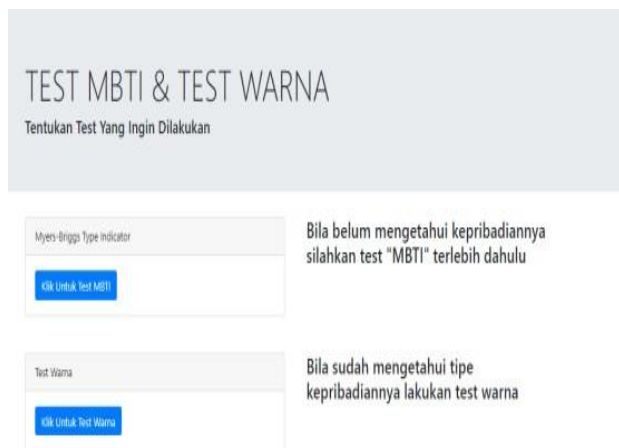 TEST MBTI & TEST WARNA
Tentukan Test Yang Ingin Dilakukan
Myers-Briggs Type Indicator
Klik Untuk Test MBTI
Bila belum mengetahui kepribadiannya
silahkan test "MBTI" terlebih dahulu
Test Warna
Klik Untuk Test Warna
Bila sudah mengetahui tipe
kepribadiannya lakukan test warna